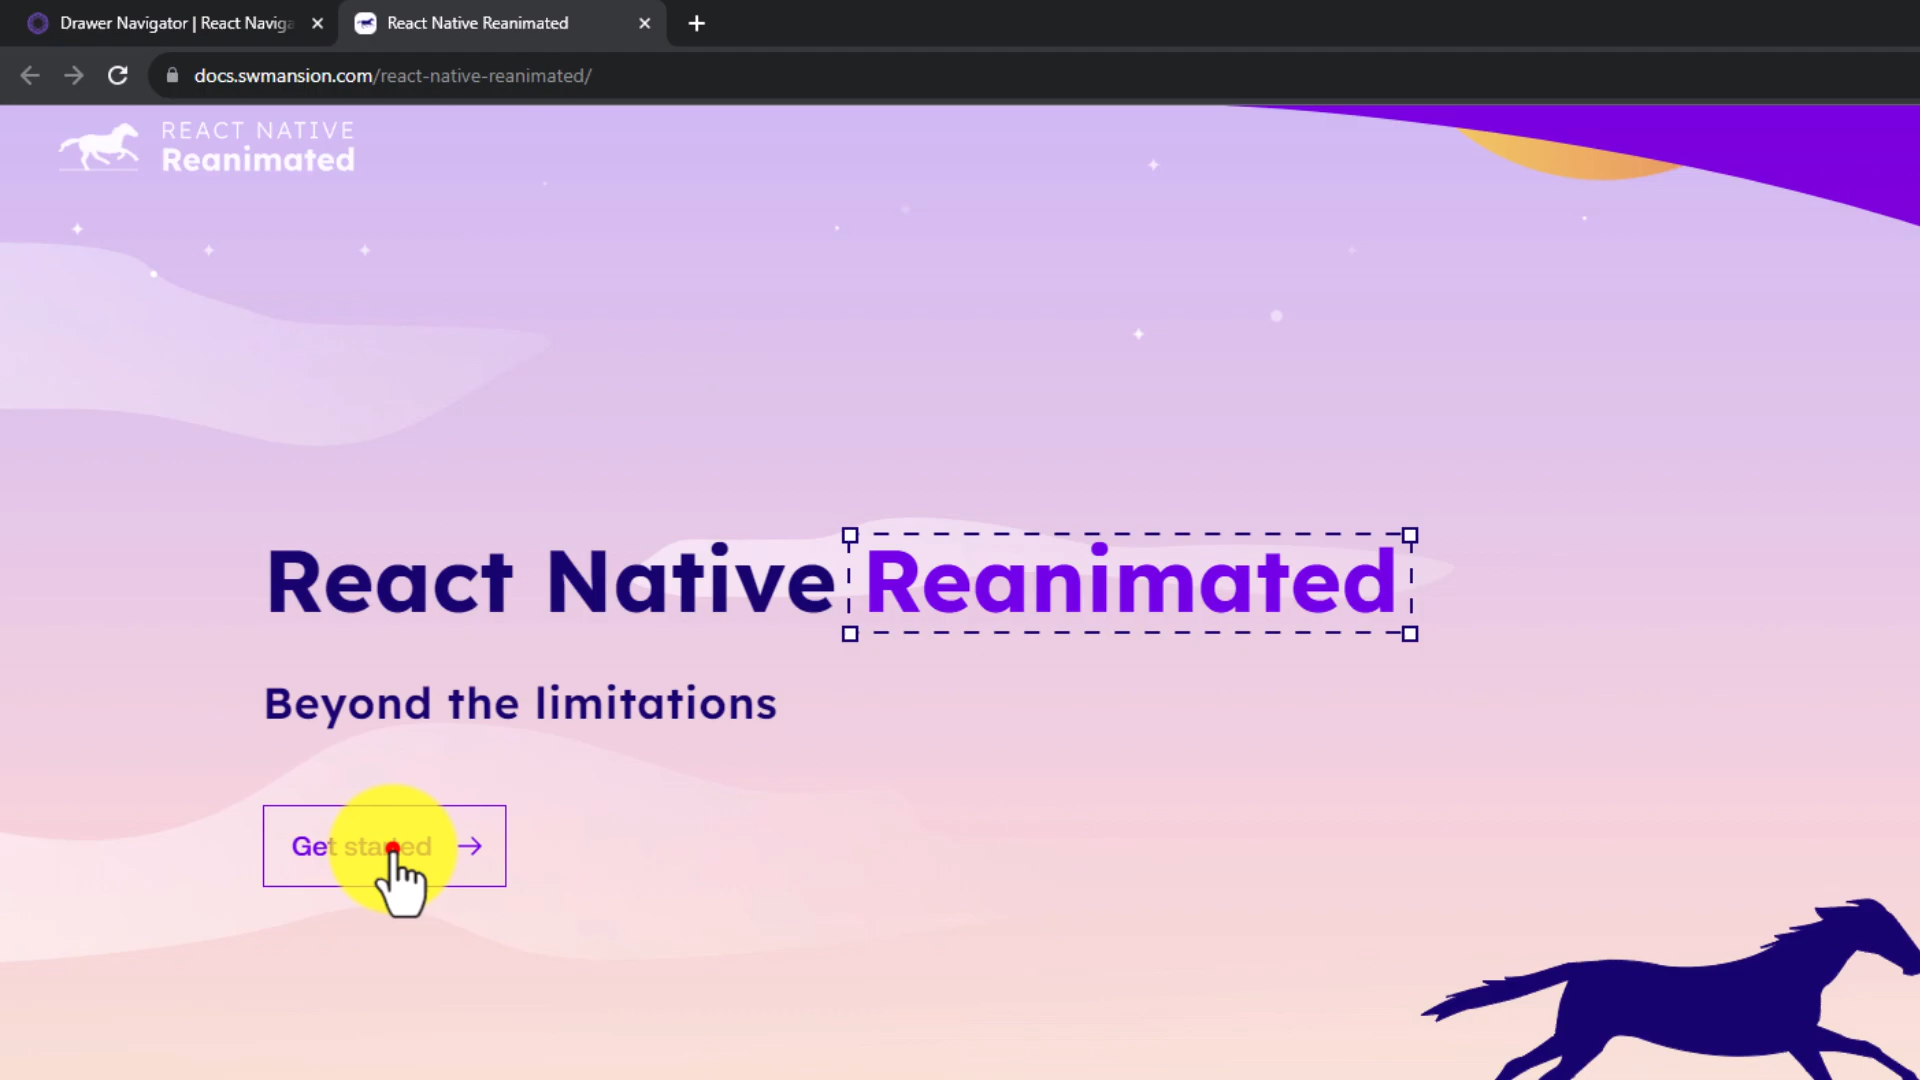 Drawer Navigator | React Naviga
React Native Reanimated
docs.swmansion.com/react-native-reanimated/
REACT NATIVE
Reanimated
React Native Reanimated
Beyond the limitations
Get started →